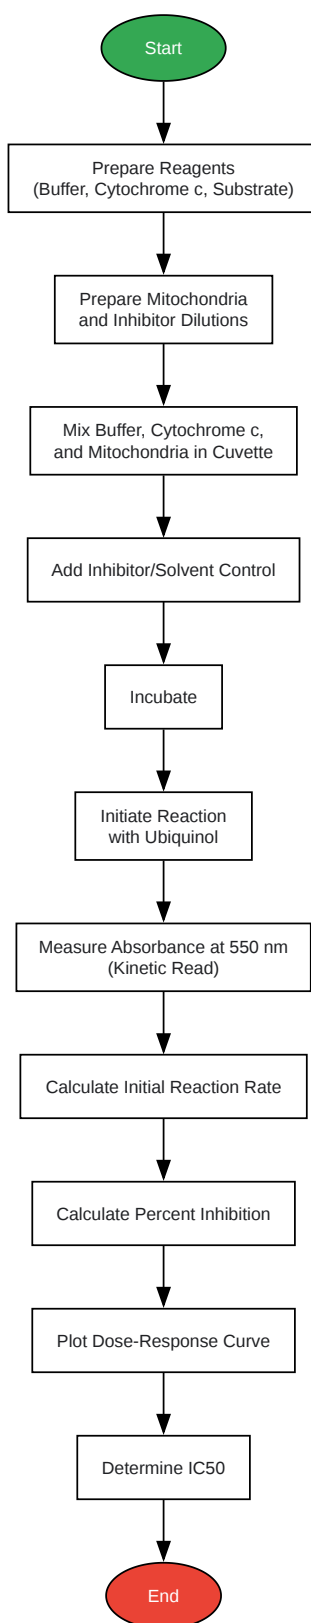 Start
Prepare Reagents
(Buffer, Cytochrome c, Substrate)
Prepare Mitochondria
and Inhibitor Dilutions
Mix Buffer, Cytochrome c,
and Mitochondria in Cuvette
Add Inhibitor/Solvent Control
Incubate
Initiate Reaction
with Ubiquinol
Measure Absorbance at 550 nm
(Kinetic Read)
Calculate Initial Reaction Rate
Calculate Percent Inhibition
Plot Dose-Response Curve
Determine IC50
End